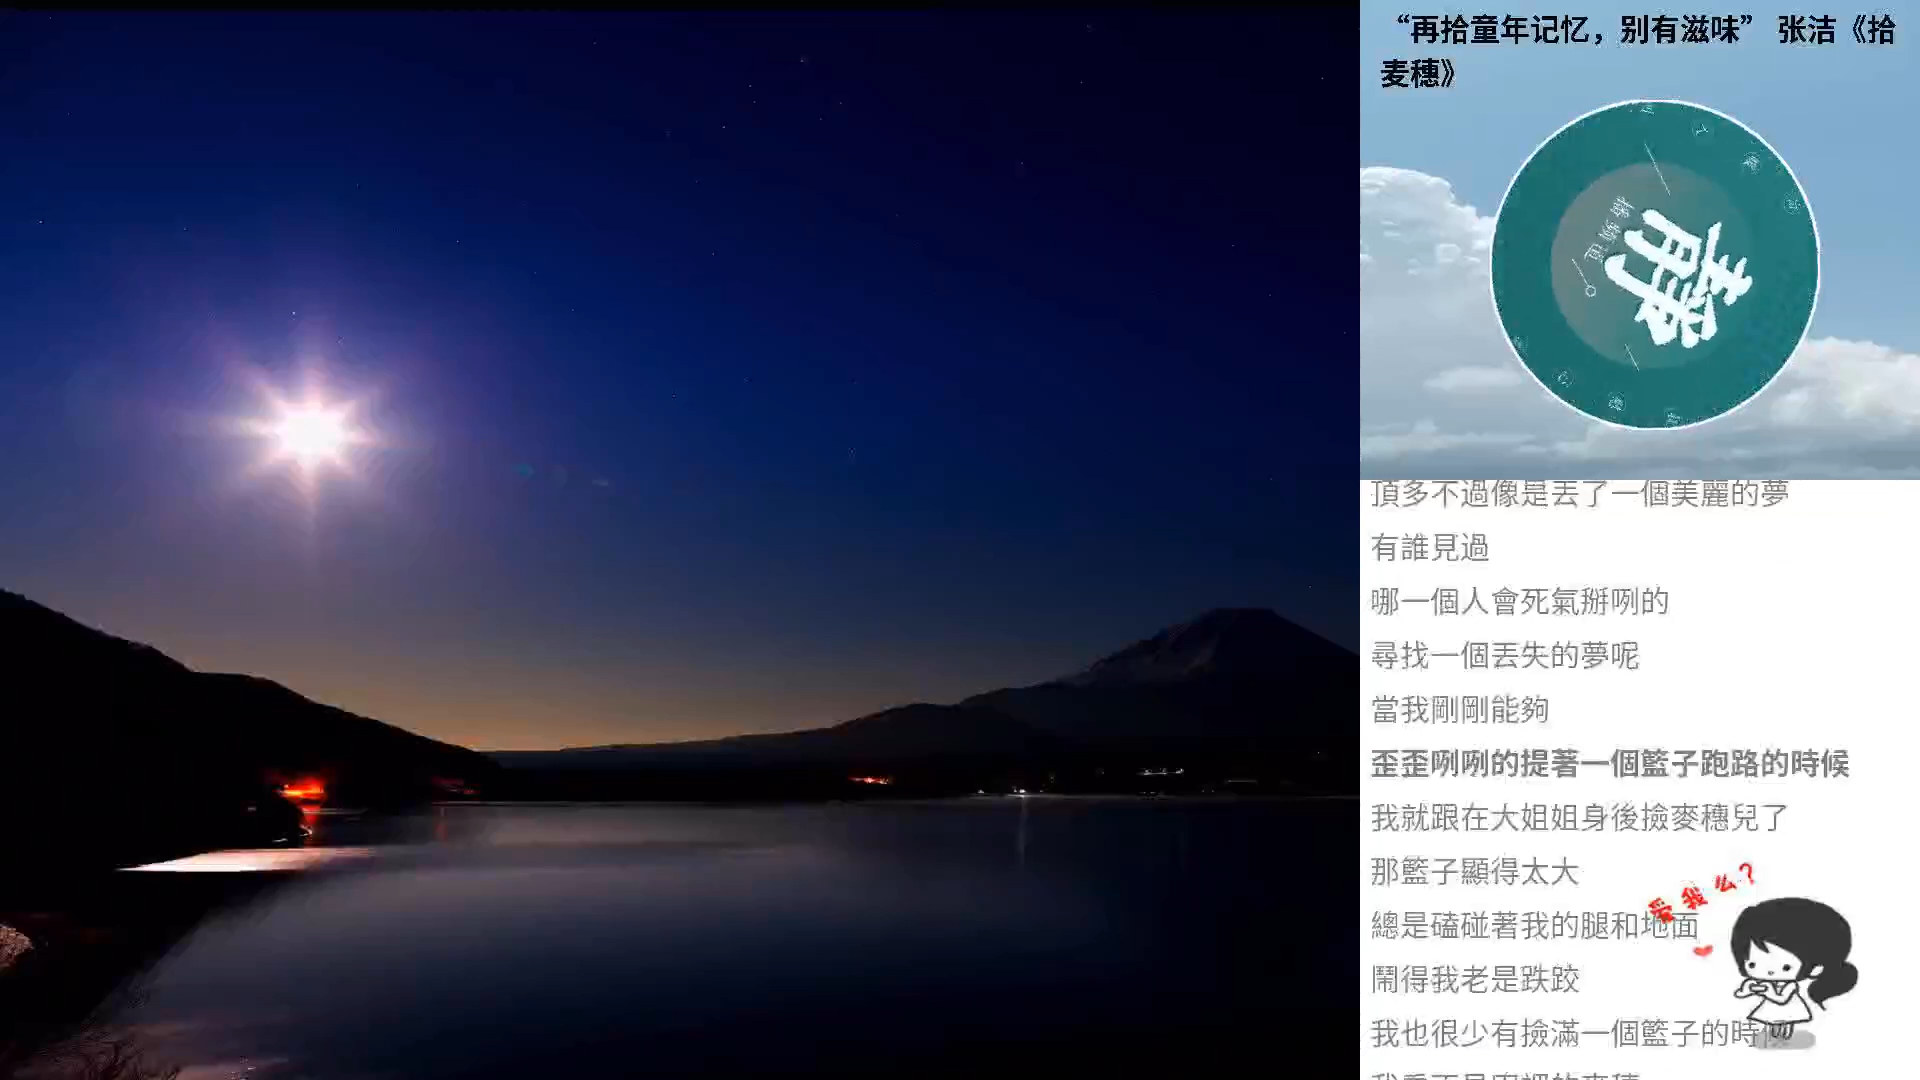 “再拾童年记忆，别有滋味” 张洁《拾
麦穗》
頂多不過像是丟了一個美麗的夢
有誰見過
哪一個人會死氣掰咧的
尋找一個丟失的夢呢
當我剛剛能夠
歪歪咧咧的提著一個籃子跑路的時候
我就跟在大姐姐身後撿麥穗兒了
那籃子顯得太大
愛我么?
總是磕碰著我的腿和地面
鬧得我老是跌跤
我也很少有撿滿一個籃子的時候